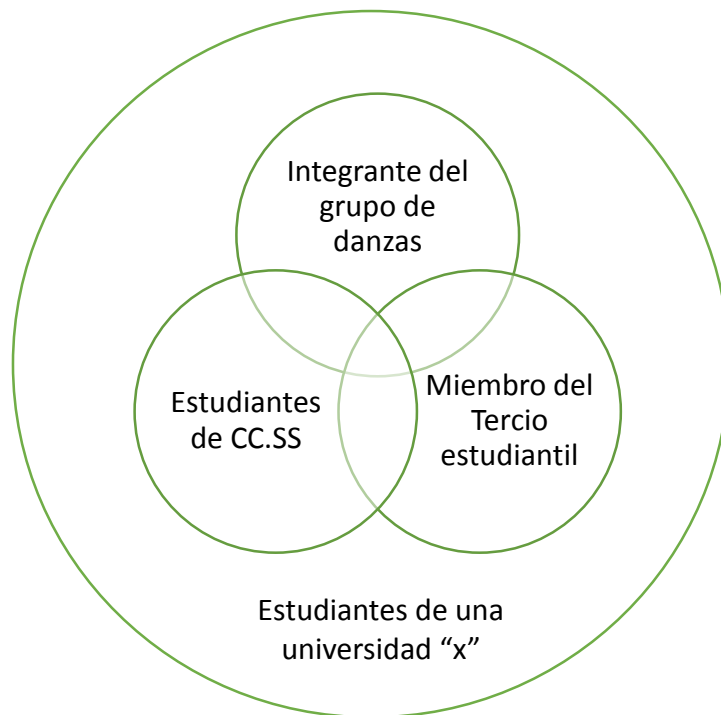 Integrante del
grupo de
danzas
Estudiantes
de CC.SS
Miembro del
Tercio
estudiantil
Estudiantes de una
universidad “x”